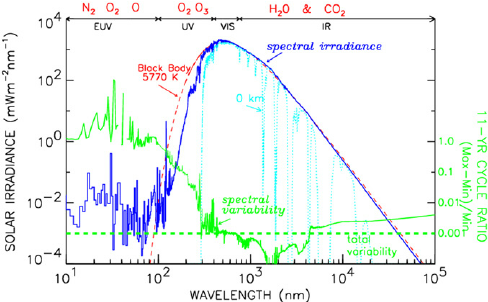 N2 O2 O O2 O3 H2O & CO2
EUV UV VIS IR
Block Body
5770 K
spectral irradiance
0 km
spectral
variability
total
variability
SOLAR IRRADIANCE (mWm−2nm−1)
10^4
10^2
10^0
10^−2
10^−4
1.0
0.1
0.01
0.001
11−YR CYCLE RATIO
(Max−Min)/Min
10^1 10^2 10^3 10^4 10^5
WAVELENGTH (nm)